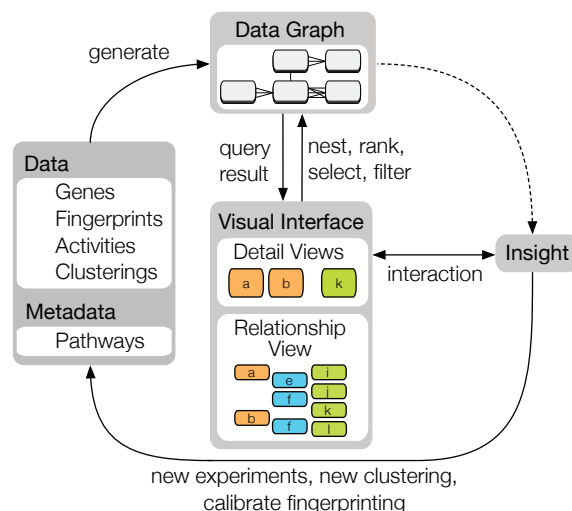 Data Graph
generate
query
result
nest, rank,
select, filter
Data
Genes
Fingerprints
Activities
Clusterings
Metadata
Pathways
Visual Interface
Detail Views
a b k
interaction
Insight
Relationship
View
a
e
f
b
f
i
j
k
l
new experiments, new clustering,
calibrate fingerprinting